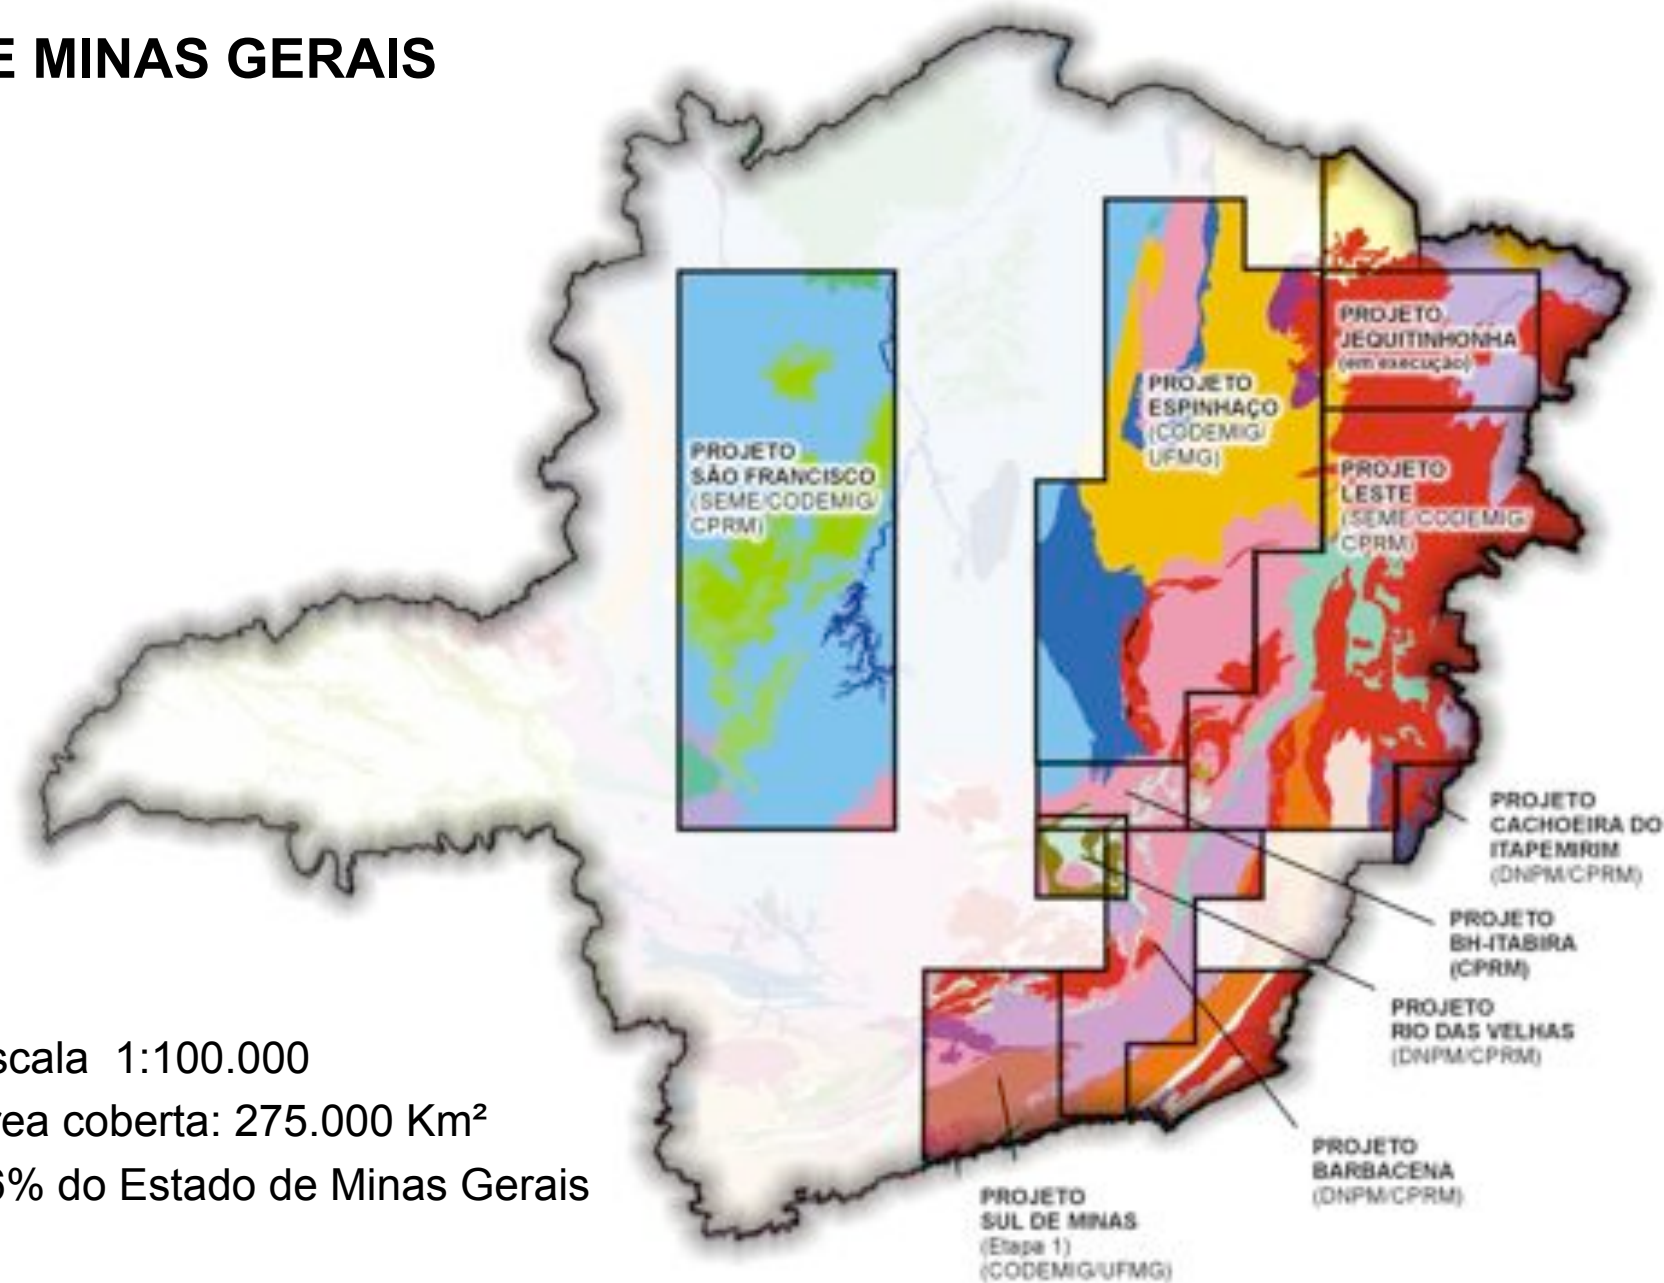 E MINAS GERAIS
PROJETO
JEQUITINHONHA
(em execução)
PROJETO
ESPINHAÇO
(CODEMIG/
UFMG)
PROJETO
SÃO FRANCISCO
(SEME/CODEMIG/
CPRM)
PROJETO
LESTE
(SEME/CODEMIG/
CPRM)
PROJETO
CACHOEIRA DO
ITAPEMIRIM
(DNPM/CPRM)
PROJETO
BH-ITABIRA
(CPRM)
PROJETO
RIO DAS VELHAS
(DNPM/CPRM)
PROJETO
BARBACENA
(DNPM/CPRM)
PROJETO
SUL DE MINAS
(Etapa 1)
(CODEMIG/UFMG)
scala 1:100.000
rea coberta: 275.000 Km²
6% do Estado de Minas Gerais